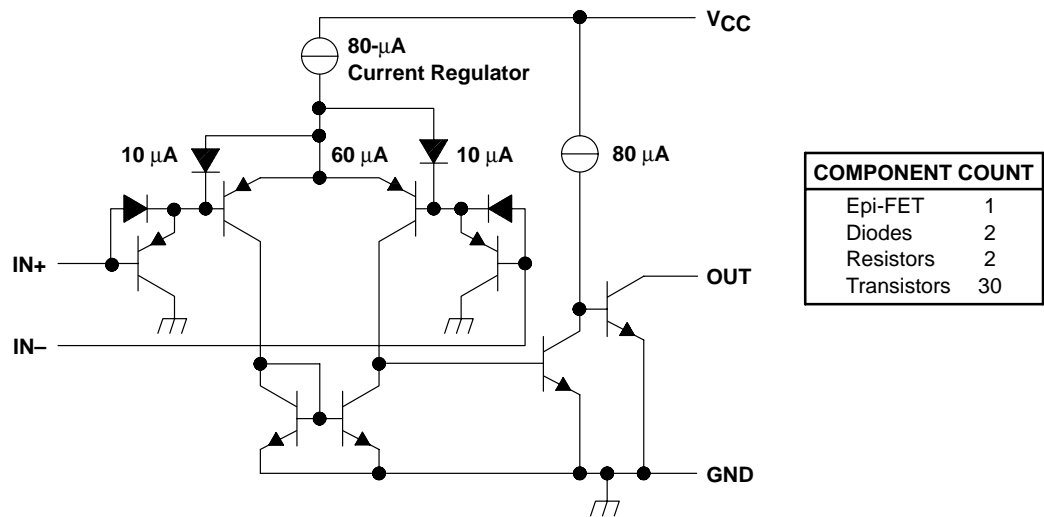 VCC
80-μA
Current Regulator
10 μA
60 μA
10 μA
80 μA
IN+
OUT
IN–
GND
COMPONENT COUNT
Epi-FET 1
Diodes 2
Resistors 2
Transistors 30